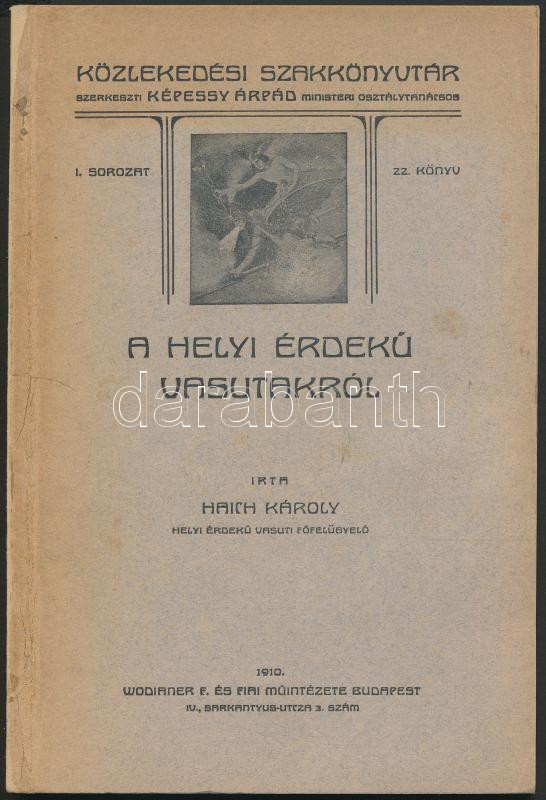 KÖZLEKEDÉSI SZAKKÖNYVTÁR
SZERKESZTI KÉPESSY ÁRPÁD MINISTERI OSZTÁLYTANÁCSOS
I. SOROZAT
22. KÖNYV
A HELYI ÉRDEKŰ
VASUTAKRÓL
darabanth
IRTA
HAICH KÁROLY
HELYI ÉRDEKŰ VASUTI FŐFELÜGYELŐ
1910.
WODIANER F. ÉS FIAI MŰINTÉZETE BUDAPEST
IV., SARKANTYUS-UTCZA 3. SZÁM